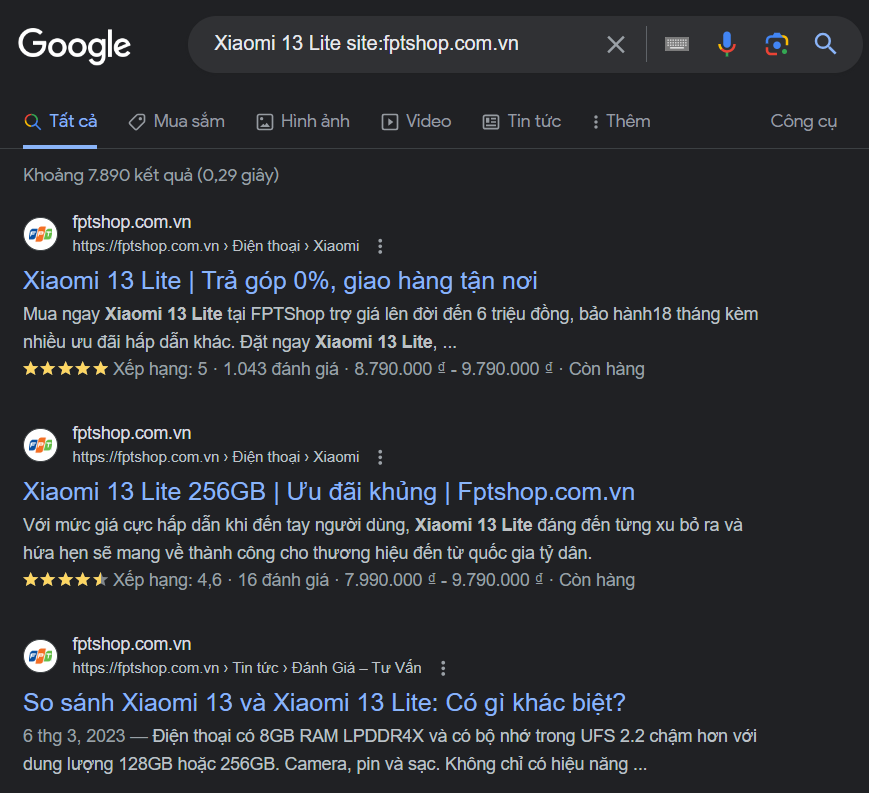 Google
Xiaomi 13 Lite site:fptshop.com.vn
Tất cả Mua sắm Hình ảnh Video Tin tức Thêm Công cụ
Khoảng 7.890 kết quả (0,29 giây)
FPT
fptshop.com.vn
https://fptshop.com.vn › Điện thoại › Xiaomi
Xiaomi 13 Lite | Trả góp 0%, giao hàng tận nơi
Mua ngay Xiaomi 13 Lite tại FPTShop trợ giá lên đời đến 6 triệu đồng, bảo hành18 tháng kèm
nhiều ưu đãi hấp dẫn khác. Đặt ngay Xiaomi 13 Lite, ...
Xếp hạng: 5 · 1.043 đánh giá · 8.790.000 ₫ - 9.790.000 ₫ · Còn hàng
FPT
fptshop.com.vn
https://fptshop.com.vn › Điện thoại › Xiaomi
Xiaomi 13 Lite 256GB | Ưu đãi khủng | Fptshop.com.vn
Với mức giá cực hấp dẫn khi đến tay người dùng, Xiaomi 13 Lite đáng đến từng xu bỏ ra và
hứa hẹn sẽ mang về thành công cho thương hiệu đến từ quốc gia tỷ dân.
Xếp hạng: 4,6 · 16 đánh giá · 7.990.000 ₫ - 9.790.000 ₫ · Còn hàng
FPT
fptshop.com.vn
https://fptshop.com.vn › Tin tức › Đánh Giá – Tư Vấn
So sánh Xiaomi 13 và Xiaomi 13 Lite: Có gì khác biệt?
6 thg 3, 2023 — Điện thoại có 8GB RAM LPDDR4X và có bộ nhớ trong UFS 2.2 chậm hơn với
dung lượng 128GB hoặc 256GB. Camera, pin và sạc. Không chỉ có hiệu năng ...